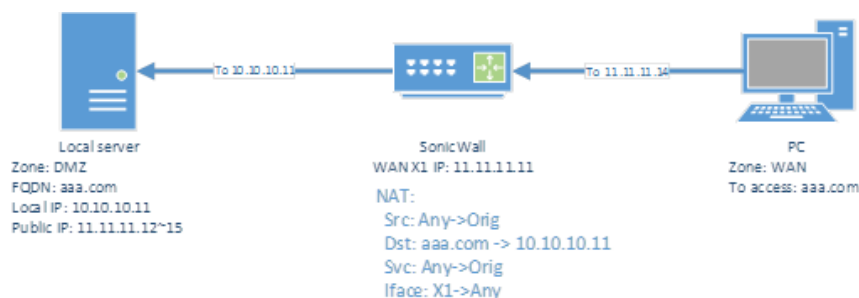 To 10.10.10.11
To 11.11.11.14
Local server
Zone: DMZ
FQDN: aaa.com
Local IP: 10.10.10.11
Public IP: 11.11.11.12~15
SonicWall
WAN X1 IP: 11.11.11.11
NAT:
Src: Any->Orig
Dst: aaa.com -> 10.10.10.11
Svc: Any->Orig
Iface: X1->Any
PC
Zone: WAN
To access: aaa.com